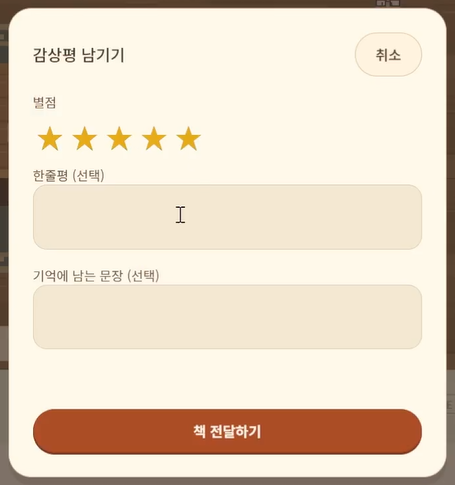 감상평 남기기
취소
별점
한줄평 (선택)
기억에 남는 문장 (선택)
책 전달하기